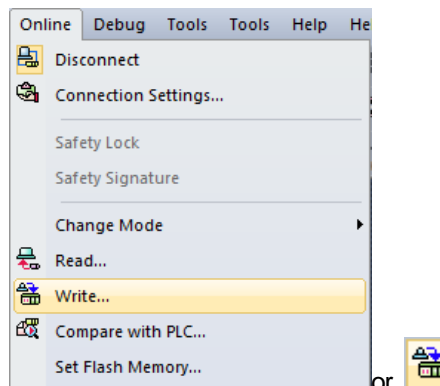 Online Debug Tools Tools Help He
Disconnect
Connection Settings...
Safety Lock
Safety Signature
Change Mode
Read...
Write...
Compare with PLC...
Set Flash Memory...
or